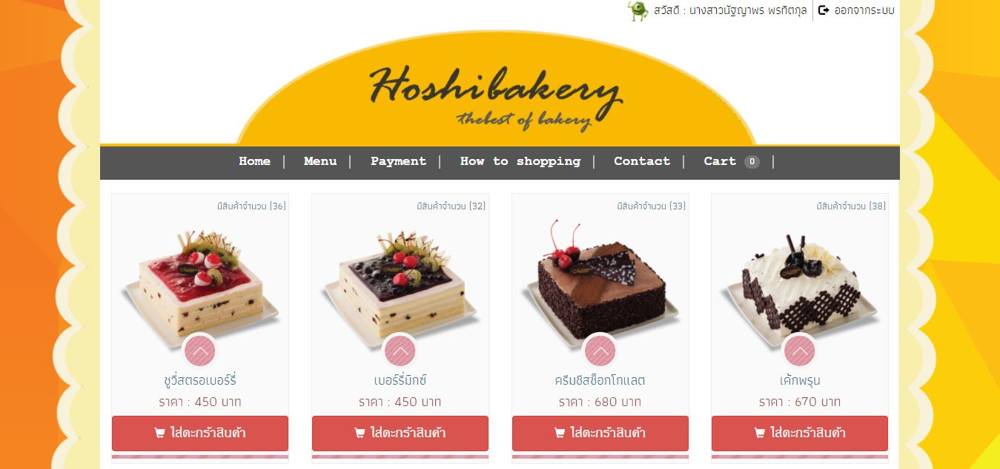 สวัสดี : นางสาวนัฐญาพร พรทิตกุล ออกจากระบบ
Hoshibakery
thebest of bakery
Home | Menu | Payment | How to shopping | Contact | Cart 0 |
มีสินค้าจำนวน (36)
ชูวี่สตรอเบอร์รี่
ราคา : 450 บาท
ใส่ตะกร้าสินค้า
มีสินค้าจำนวน (32)
เบอร์รี่มิกซ์
ราคา : 450 บาท
ใส่ตะกร้าสินค้า
มีสินค้าจำนวน (33)
ครีมชีสช็อกโกแลต
ราคา : 680 บาท
ใส่ตะกร้าสินค้า
มีสินค้าจำนวน (38)
เค้กพรุน
ราคา : 670 บาท
ใส่ตะกร้าสินค้า